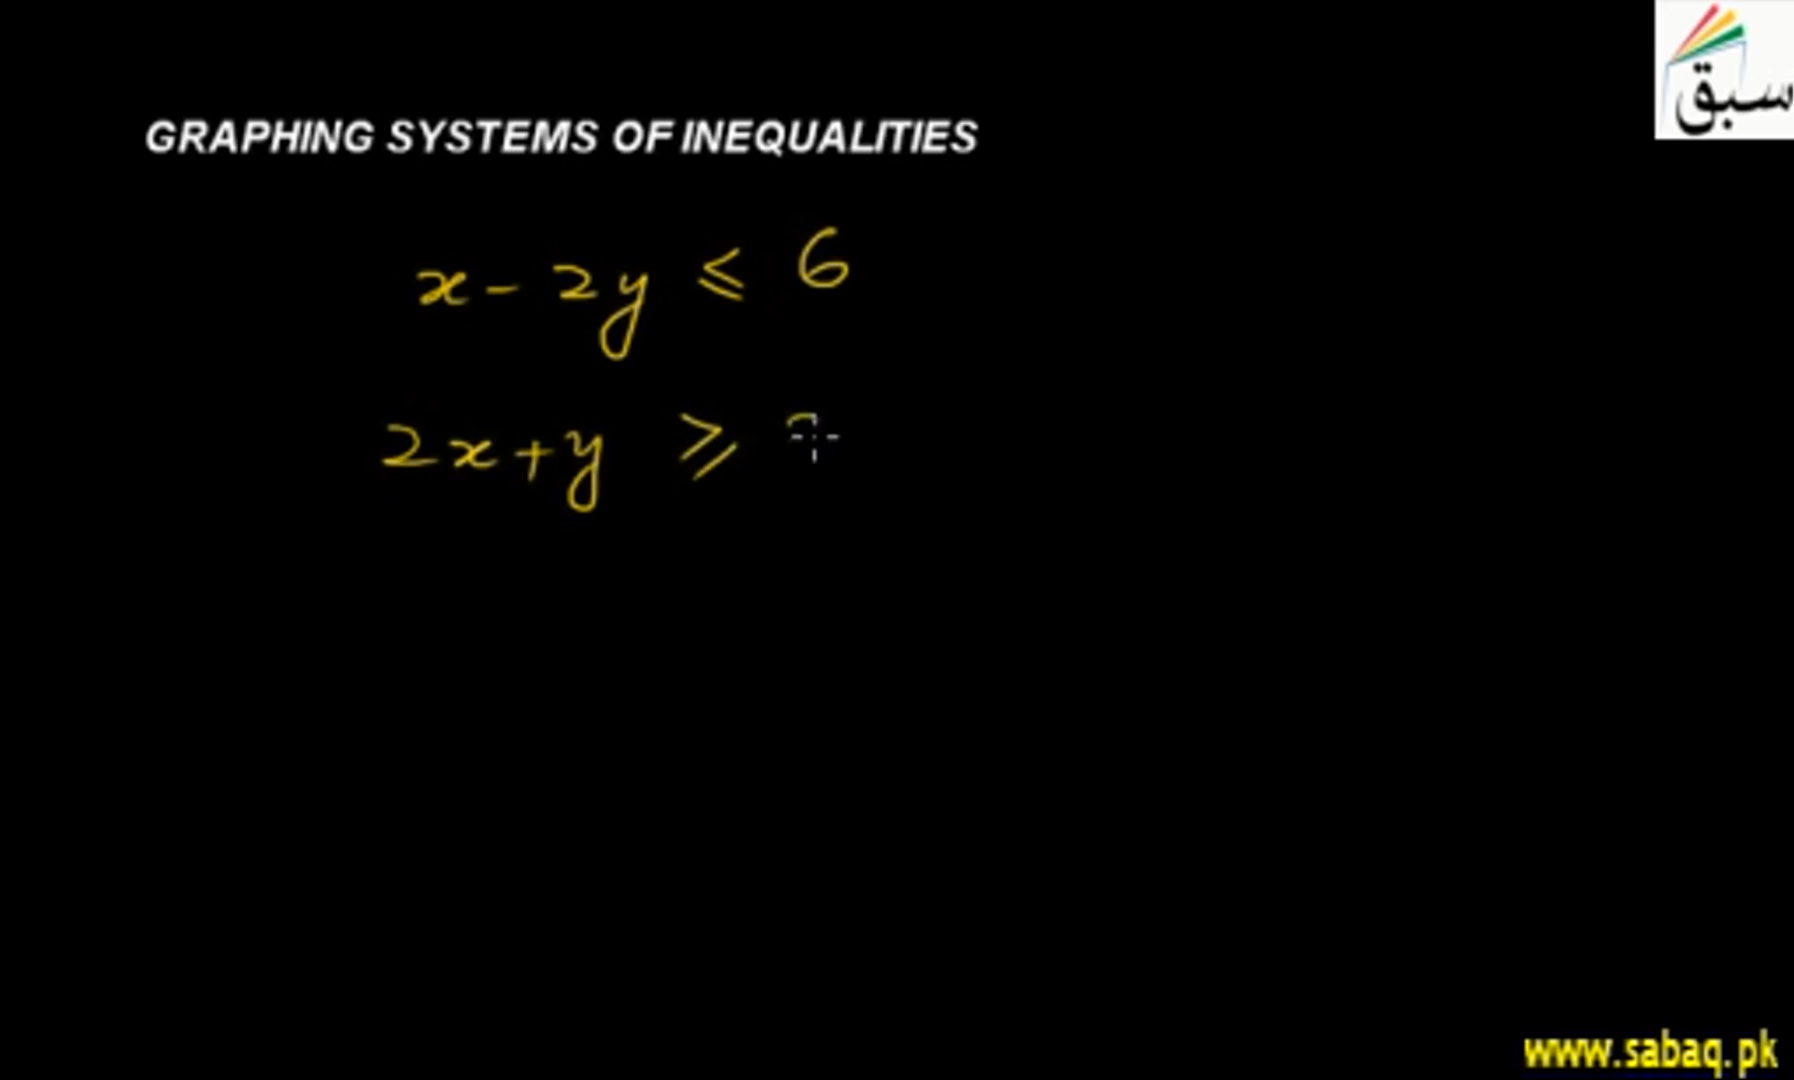 سبق
GRAPHING SYSTEMS OF INEQUALITIES
x - 2y ≤ 6
2x + y ≥
www.sabaq.pk